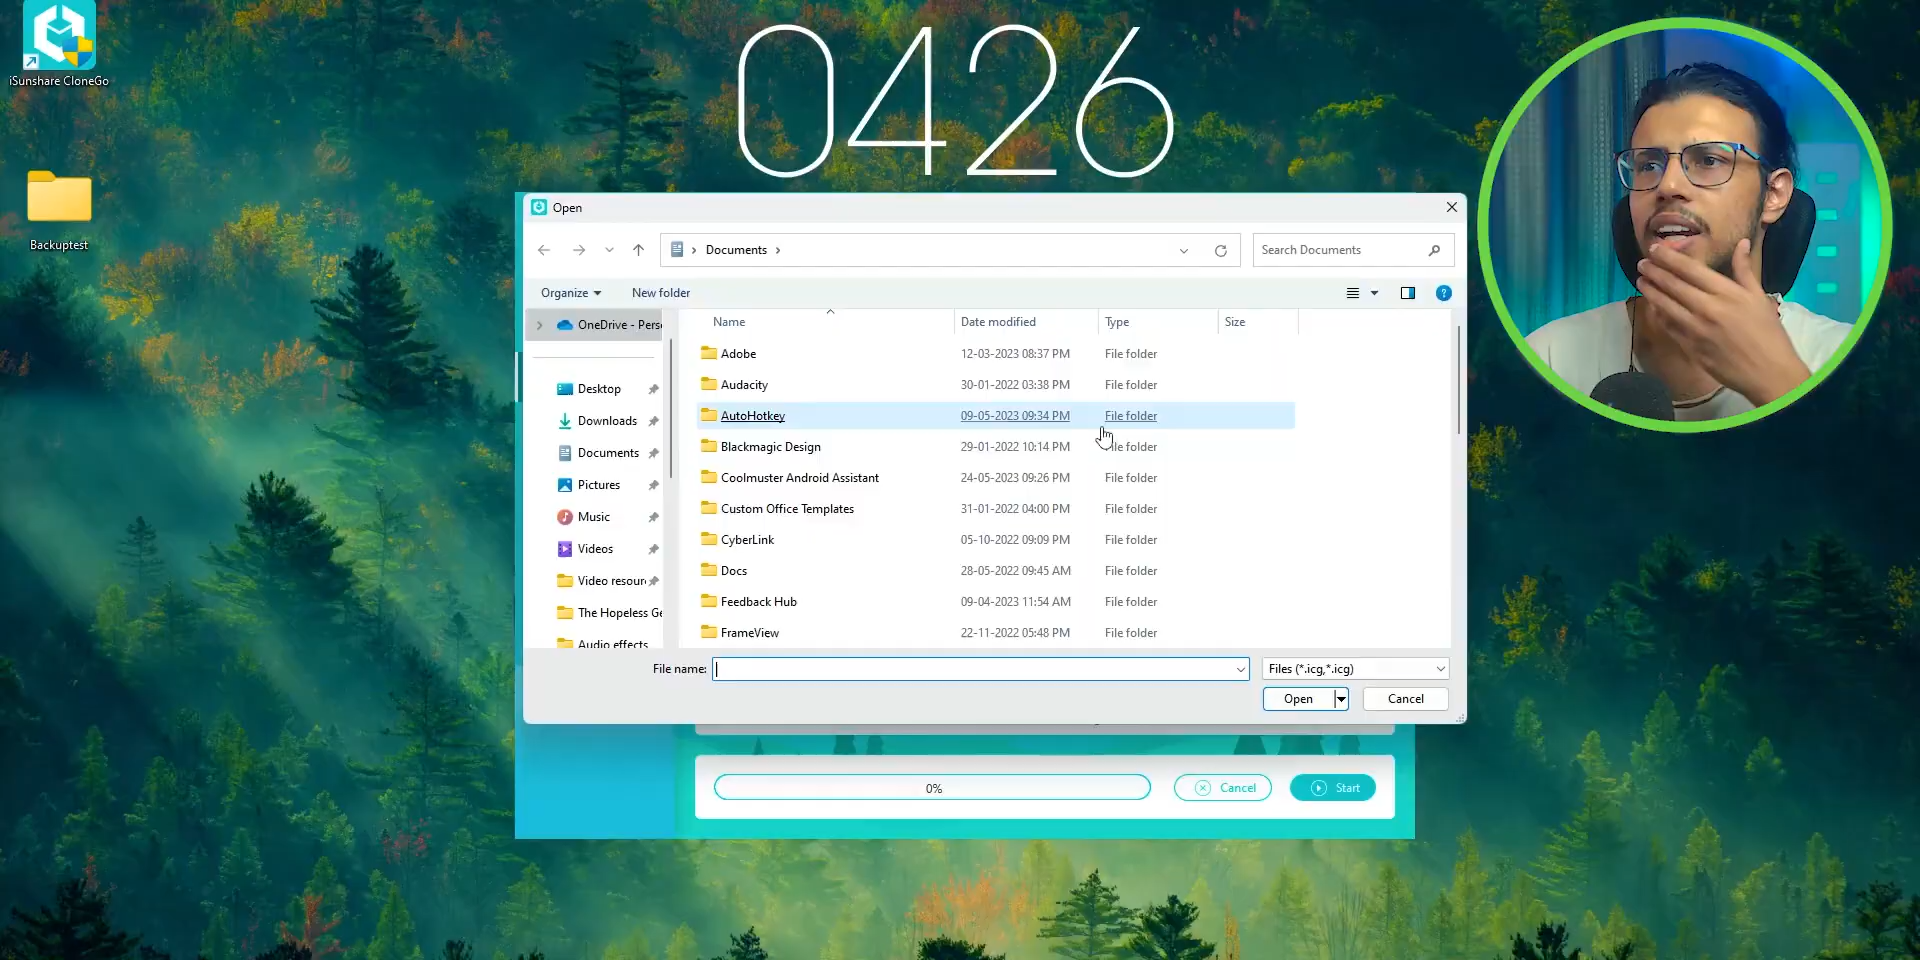 iSunshare CloneGo
Backuptest
0426
Open
Documents
Search Documents
Organize
New folder
?
OneDrive - Pers
Desktop
Downloads
Documents
Pictures
Music
Videos
Video resour
The Hopeless Ge
Audio effects
Name
Date modified
Type
Size
Adobe 12-03-2023 08:37 PM File folder
Audacity 30-01-2022 03:38 PM File folder
AutoHotkey 09-05-2023 09:34 PM File folder
Blackmagic Design 29-01-2022 10:14 PM File folder
Coolmuster Android Assistant 24-05-2023 09:26 PM File folder
Custom Office Templates 31-01-2022 04:00 PM File folder
CyberLink 05-10-2022 09:09 PM File folder
Docs 28-05-2022 09:45 AM File folder
Feedback Hub 09-04-2023 11:54 AM File folder
FrameView 22-11-2022 05:48 PM File folder
File name:
Files (*.icg,*.icg)
Open
Cancel
0%
Cancel
Start